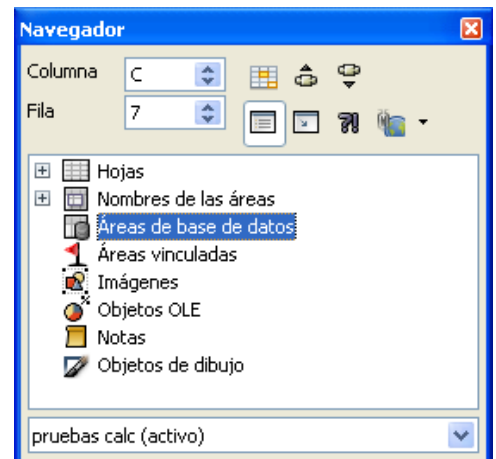 Navegador
Columna C
Fila 7
Hojas
Nombres de las áreas
Áreas de base de datos
Áreas vinculadas
Imágenes
Objetos OLE
Notas
Objetos de dibujo
pruebas calc (activo)